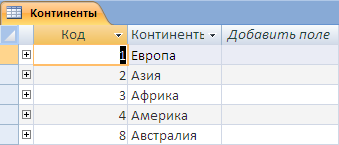 Континенты
Код Континенть Добавить поле
1 Европа
2 Азия
3 Африка
4 Америка
8 Австралия